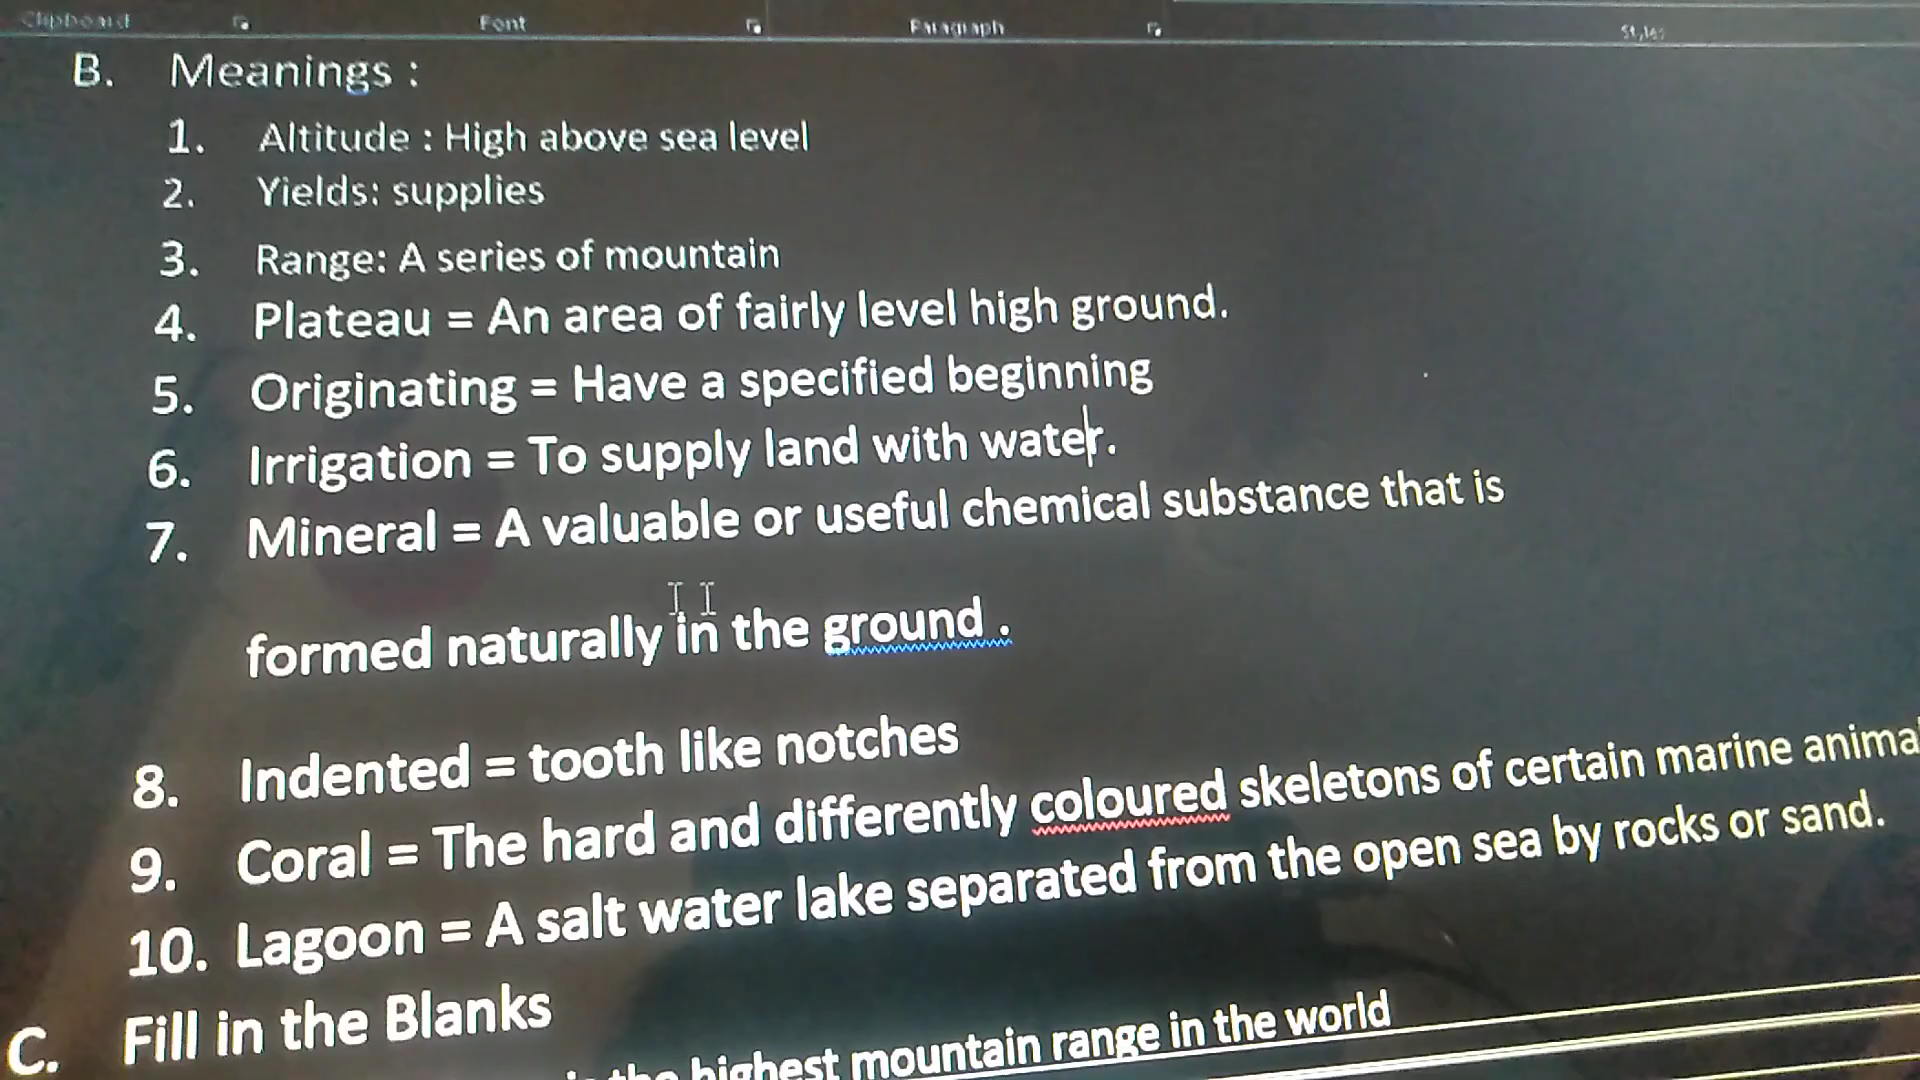 Clipboard Font Paragraph Styles
B. Meanings :
1. Altitude : High above sea level
2. Yields: supplies
3. Range: A series of mountain
4. Plateau = An area of fairly level high ground.
5. Originating = Have a specified beginning
6. Irrigation = To supply land with water.
7. Mineral = A valuable or useful chemical substance that is
formed naturally in the ground .
8. Indented = tooth like notches
9. Coral = The hard and differently coloured skeletons of certain marine anima
10. Lagoon = A salt water lake separated from the open sea by rocks or sand.
C. Fill in the Blanks
is the highest mountain range in the world